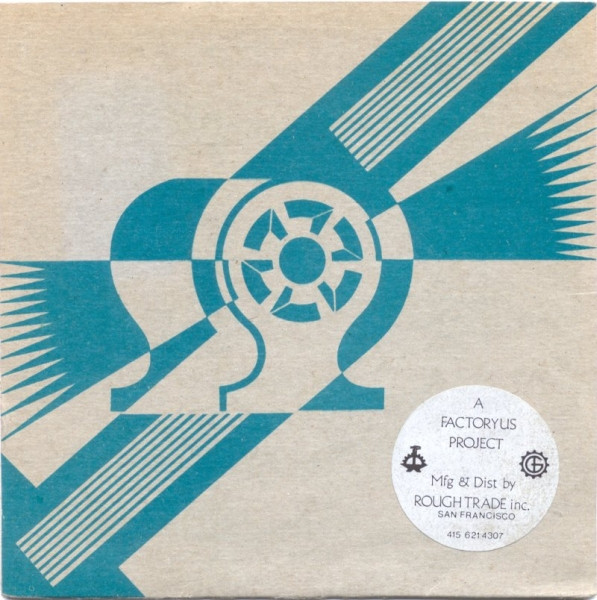 A
FACTORYUS
PROJECT
Mfg & Dist by
ROUGH TRADE inc.
SAN FRANCISCO
415 621·4307